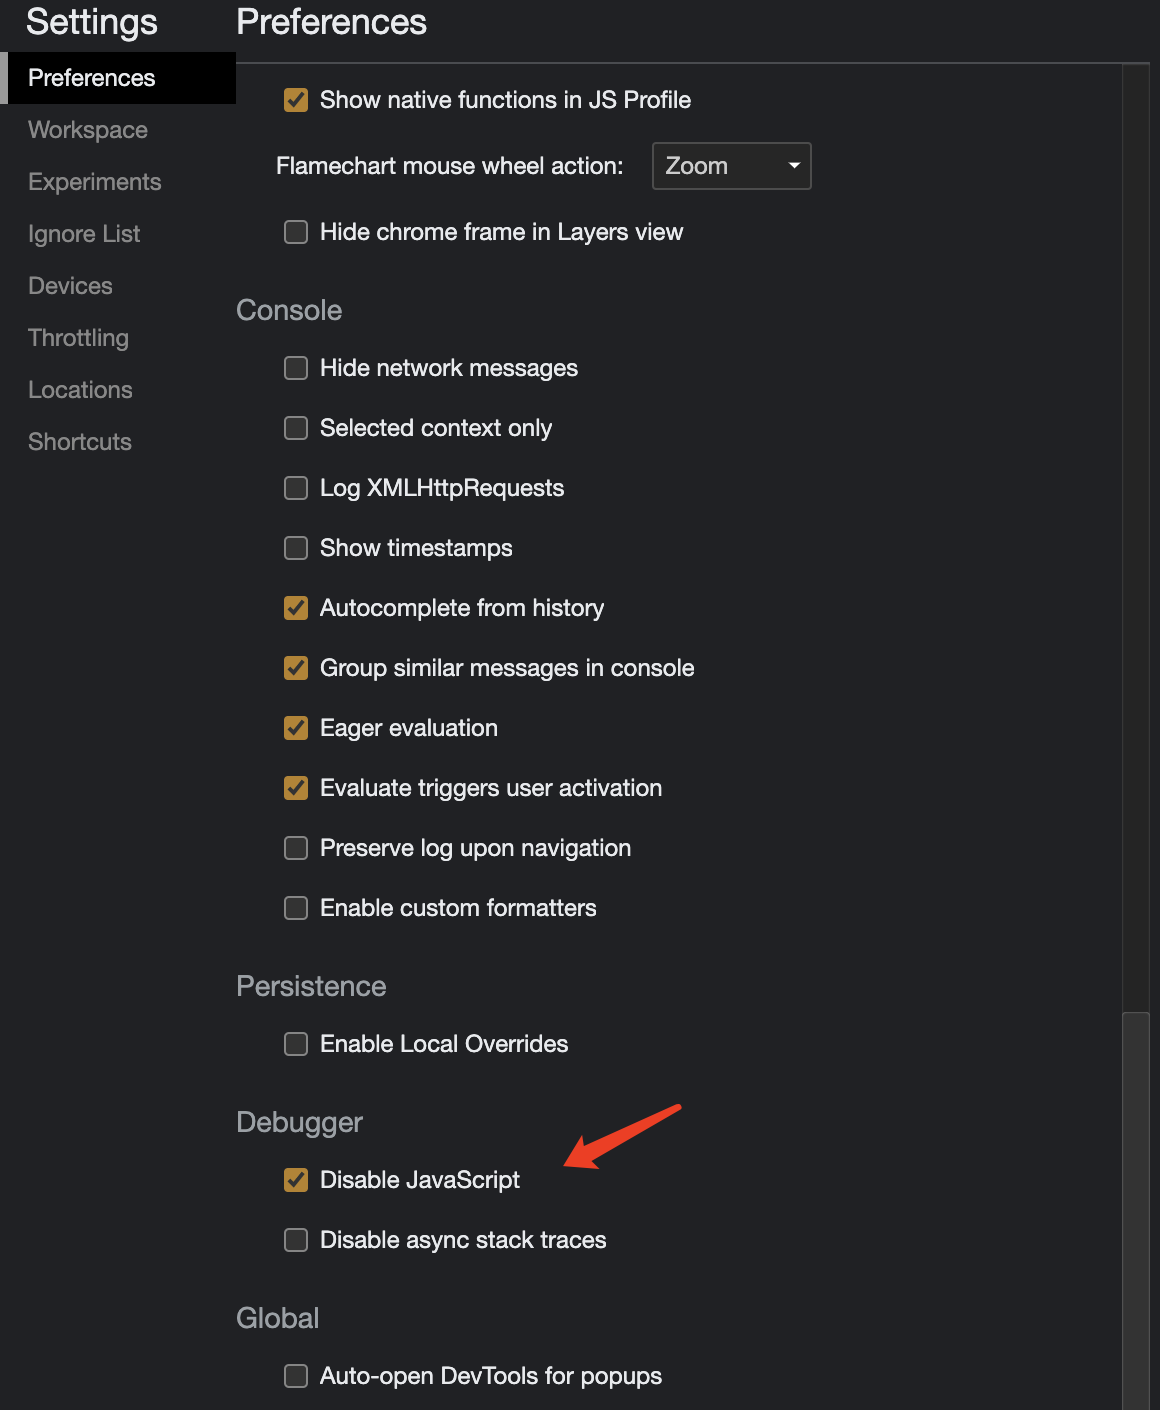 Settings
Preferences
Workspace
Experiments
Ignore List
Devices
Throttling
Locations
Shortcuts
Preferences
Show native functions in JS Profile
Flamechart mouse wheel action: Zoom
Hide chrome frame in Layers view
Console
Hide network messages
Selected context only
Log XMLHttpRequests
Show timestamps
Autocomplete from history
Group similar messages in console
Eager evaluation
Evaluate triggers user activation
Preserve log upon navigation
Enable custom formatters
Persistence
Enable Local Overrides
Debugger
Disable JavaScript
Disable async stack traces
Global
Auto-open DevTools for popups